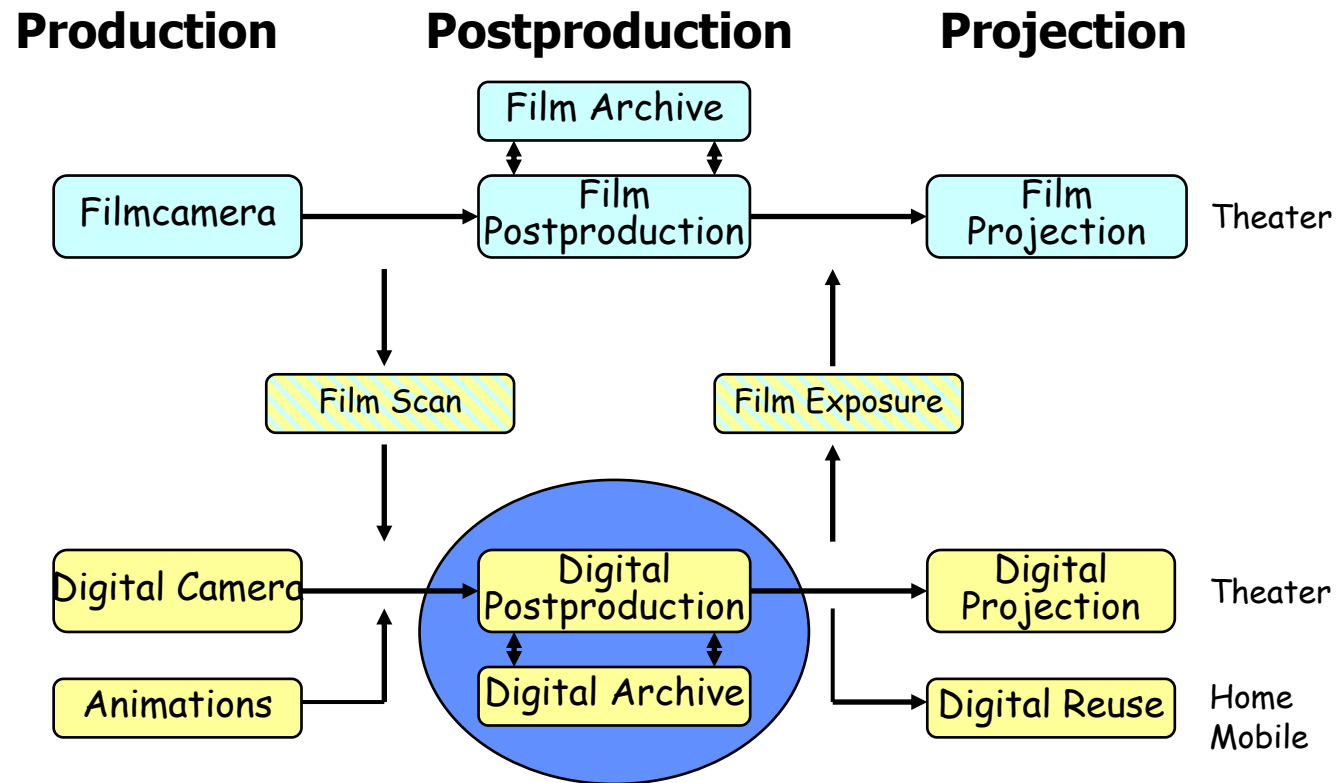 Production Postproduction Projection
Film Archive
Filmcamera
Film
Postproduction
Film
Projection
Theater
Film Scan
Film Exposure
Digital Camera
Digital
Postproduction
Digital
Projection
Theater
Animations
Digital Archive
Digital Reuse
Home
Mobile